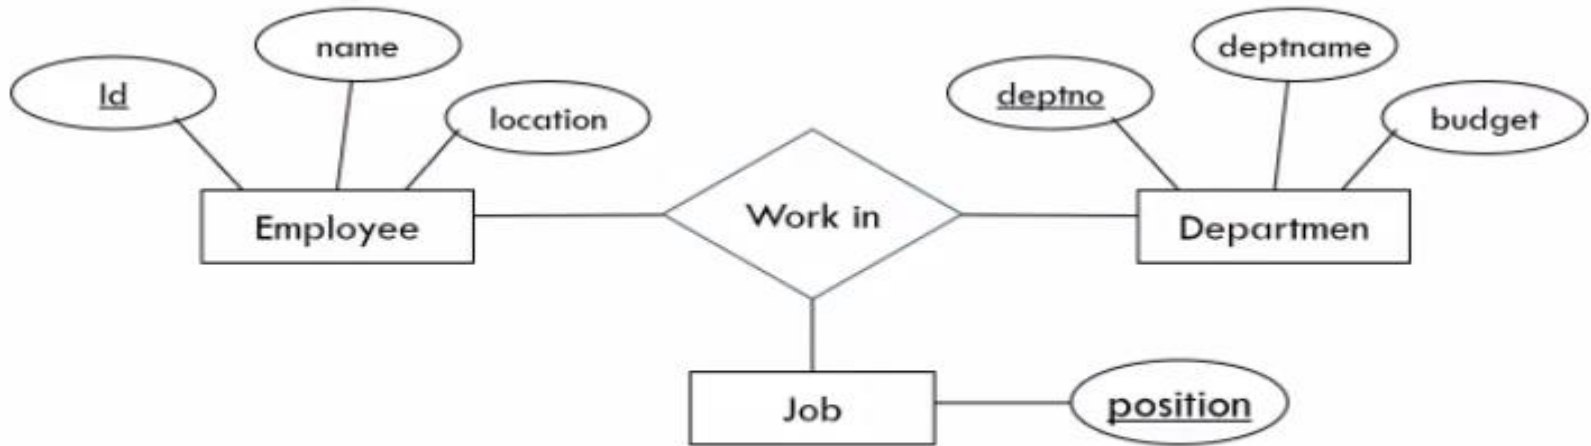 name
Id
location
deptname
deptno
budget
Employee
Work in
Departmen
Job
position